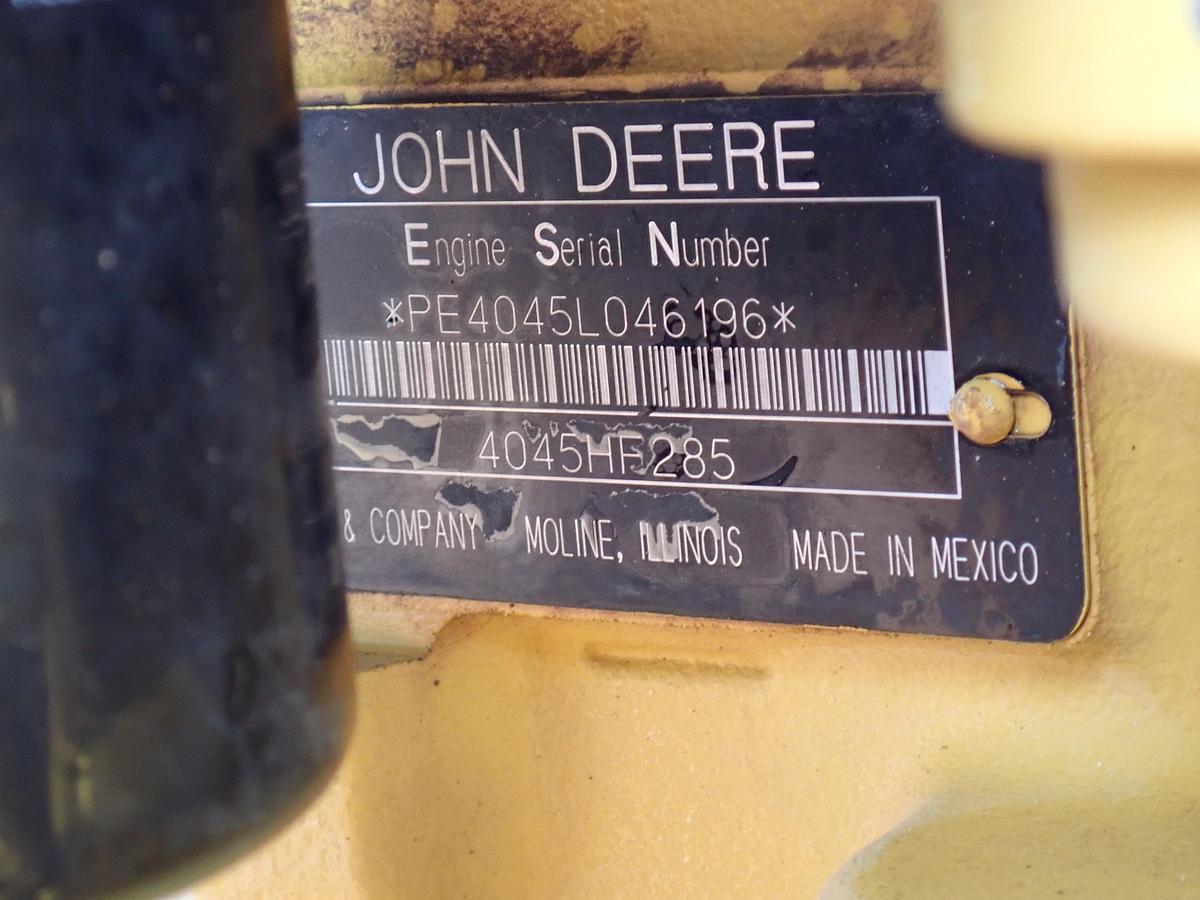 JOHN DEERE
Engine Serial Number
*PE4045L046196*
4045HF285
& COMPANY MOLINE, ILLINOIS MADE IN MEXICO